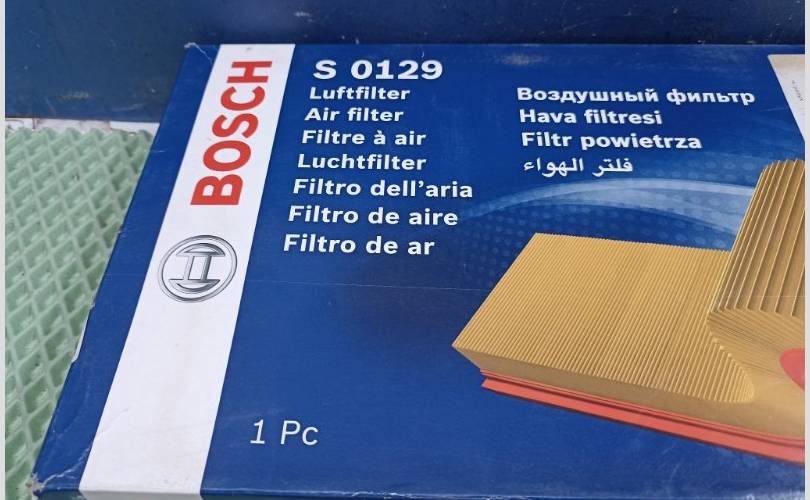 BOSCH
S 0129
Luftfilter
Air filter
Filtre à air
Luchtfilter
Filtro dell'aria
Filtro de aire
Filtro de ar
Воздушный фильтр
Hava filtresi
Filtr powietrza
فلتر الهواء
1 Pc